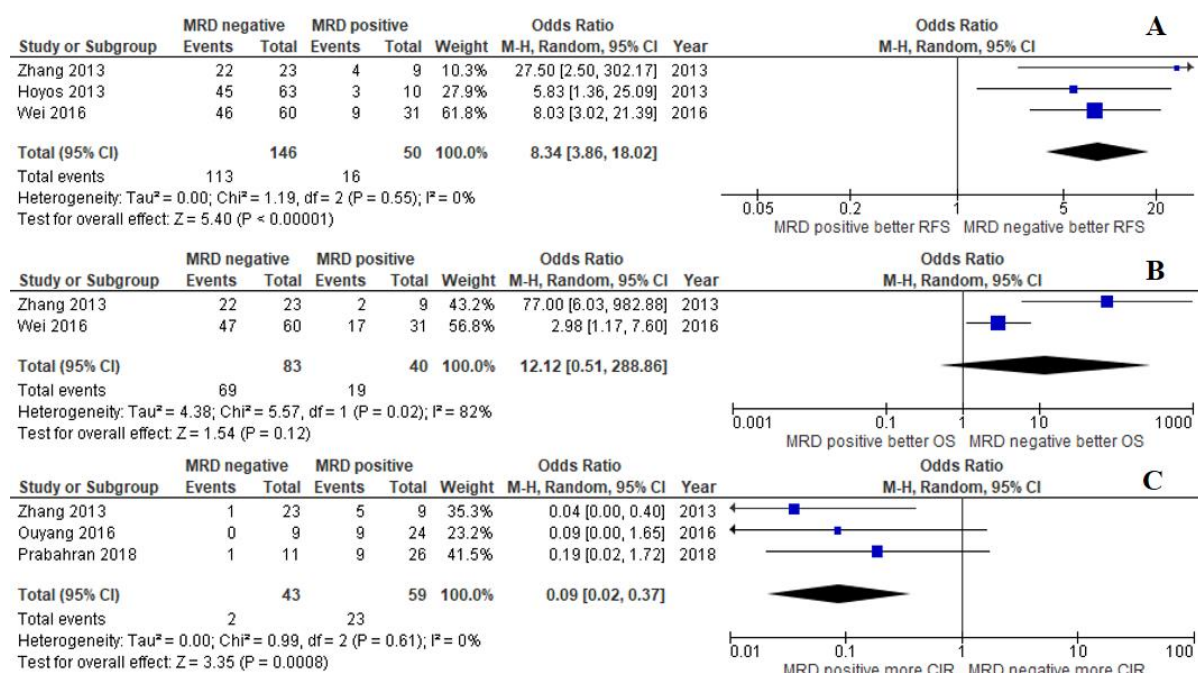 MRD negative MRD positive Odds Ratio Odds Ratio A
Study or Subgroup Events Total Events Total Weight M-H, Random, 95% CI Year M-H, Random, 95% CI
Zhang 2013 22 23 4 9 10.3% 27.50 [2.50, 302.17] 2013
Hoyos 2013 45 63 3 10 27.9% 5.83 [1.36, 25.09] 2013
Wei 2016 46 60 9 31 61.8% 8.03 [3.02, 21.39] 2016
Total (95% CI) 146 50 100.0% 8.34 [3.86, 18.02]
Total events 113 16
Heterogeneity: Tau² = 0.00; Chi² = 1.19, df = 2 (P = 0.55); I² = 0%
Test for overall effect: Z = 5.40 (P < 0.00001)
0.05 0.2 1 5 20
MRD positive better RFS MRD negative better RFS
MRD negative MRD positive Odds Ratio Odds Ratio B
Study or Subgroup Events Total Events Total Weight M-H, Random, 95% CI Year M-H, Random, 95% CI
Zhang 2013 22 23 2 9 43.2% 77.00 [6.03, 982.88] 2013
Wei 2016 47 60 17 31 56.8% 2.98 [1.17, 7.60] 2016
Total (95% CI) 83 40 100.0% 12.12 [0.51, 288.86]
Total events 69 19
Heterogeneity: Tau² = 4.38; Chi² = 5.57, df = 1 (P = 0.02); I² = 82%
Test for overall effect: Z = 1.54 (P = 0.12)
0.001 0.1 1 10 1000
MRD positive better OS MRD negative better OS
MRD negative MRD positive Odds Ratio Odds Ratio C
Study or Subgroup Events Total Events Total Weight M-H, Random, 95% CI Year M-H, Random, 95% CI
Zhang 2013 1 23 5 9 35.3% 0.04 [0.00, 0.40] 2013
Ouyang 2016 0 9 9 24 23.2% 0.09 [0.00, 1.65] 2016
Prabahran 2018 1 11 9 26 41.5% 0.19 [0.02, 1.72] 2018
Total (95% CI) 43 59 100.0% 0.09 [0.02, 0.37]
Total events 2 23
Heterogeneity: Tau² = 0.00; Chi² = 0.99, df = 2 (P = 0.61); I² = 0%
Test for overall effect: Z = 3.35 (P = 0.0008)
0.01 0.1 1 10 100
MRD positive more CIR MRD negative more CIR